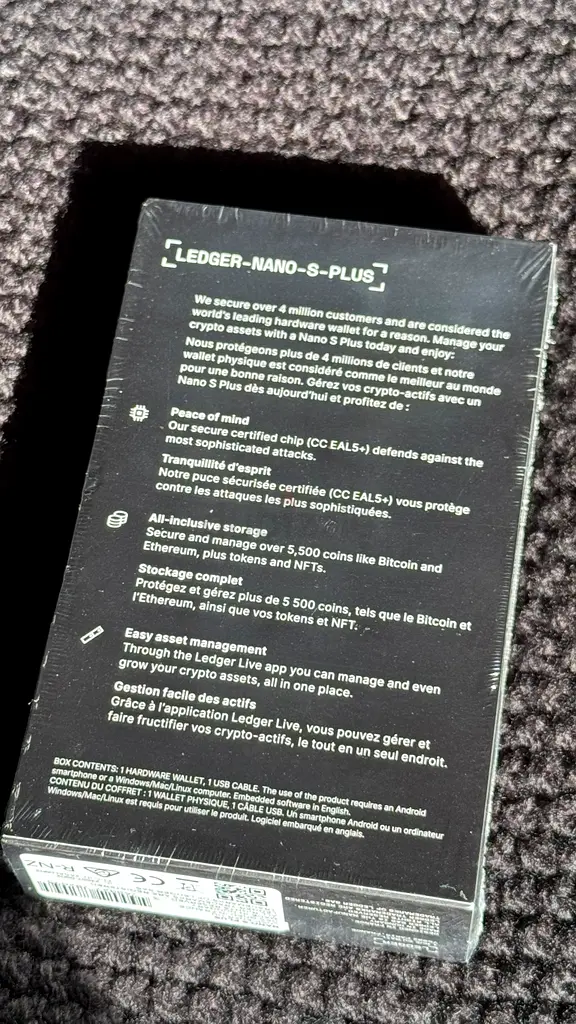 LEDGER-NANO-S-PLUS
We secure over 4 million customers and are considered the
world's leading hardware wallet for a reason. Manage your
crypto assets with a Nano S Plus today and enjoy:
Nous protégeons plus de 4 millions de clients et notre
wallet physique est considéré comme le meilleur au monde
pour une bonne raison. Gérez vos crypto-actifs avec un
Nano S Plus dès aujourd'hui et profitez de :
Peace of mind
Our secure certified chip (CC EAL5+) defends against the
most sophisticated attacks.
Tranquillité d'esprit
Notre puce sécurisée certifiée (CC EAL5+) vous protège
contre les attaques les plus sophistiquées.
All-inclusive storage
Secure and manage over 5,500 coins like Bitcoin and
Ethereum, plus tokens and NFTs.
Stockage complet
Protégez et gérez plus de 5 500 coins, tels que le Bitcoin et
l'Ethereum, ainsi que vos tokens et NFT.
Easy asset management
Through the Ledger Live app you can manage and even
grow your crypto assets, all in one place.
Gestion facile des actifs
Grâce à l'application Ledger Live, vous pouvez gérer et
faire fructifier vos crypto-actifs, le tout en un seul endroit.
BOX CONTENTS: 1 HARDWARE WALLET, 1 USB CABLE. The use of the product requires an Android
smartphone or a Windows/Mac/Linux computer. Embedded software in English.
CONTENU DU COFFRET : 1 WALLET PHYSIQUE, 1 CÂBLE USB. Un smartphone Android ou un ordinateur
Windows/Mac/Linux est requis pour utiliser le produit. Logiciel embarqué en anglais.
R-NZ
CE